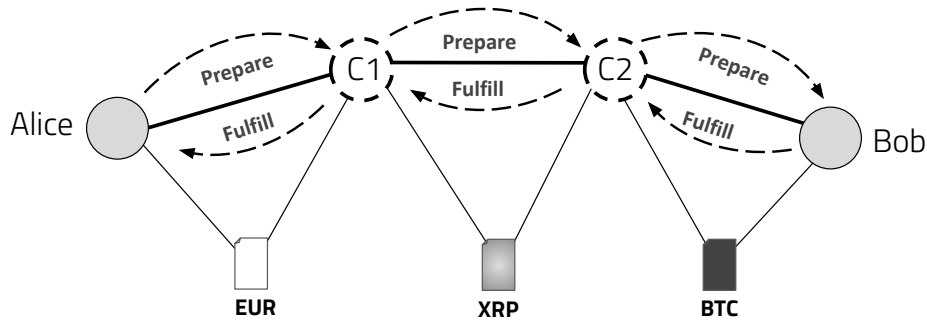 Prepare
C1
Prepare
C2
Prepare
Alice
Fulfill
Fulfill
Fulfill
Bob
EUR
XRP
BTC